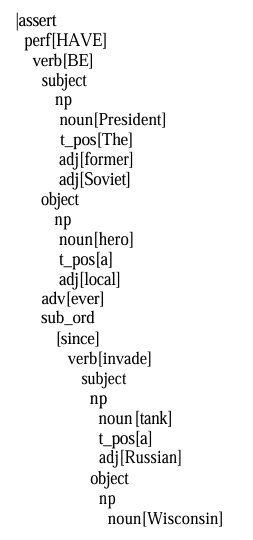 |assert
perf[HAVE]
verb[BE]
subject
np
noun[President]
t_pos[The]
adj[former]
adj[Soviet]
object
np
noun[hero]
t_pos[a]
adj[local]
adv[ever]
sub_ord
[since]
verb[invade]
subject
np
noun[tank]
t_pos[a]
adj[Russian]
object
np
noun[Wisconsin]